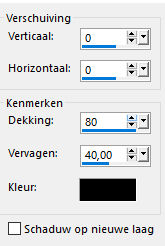 Verschuiving
Verticaal: 0
Horizontaal: 0
Kenmerken
Dekking: 80
Vervagen: 40,00
Kleur:
Schaduw op nieuwe laag